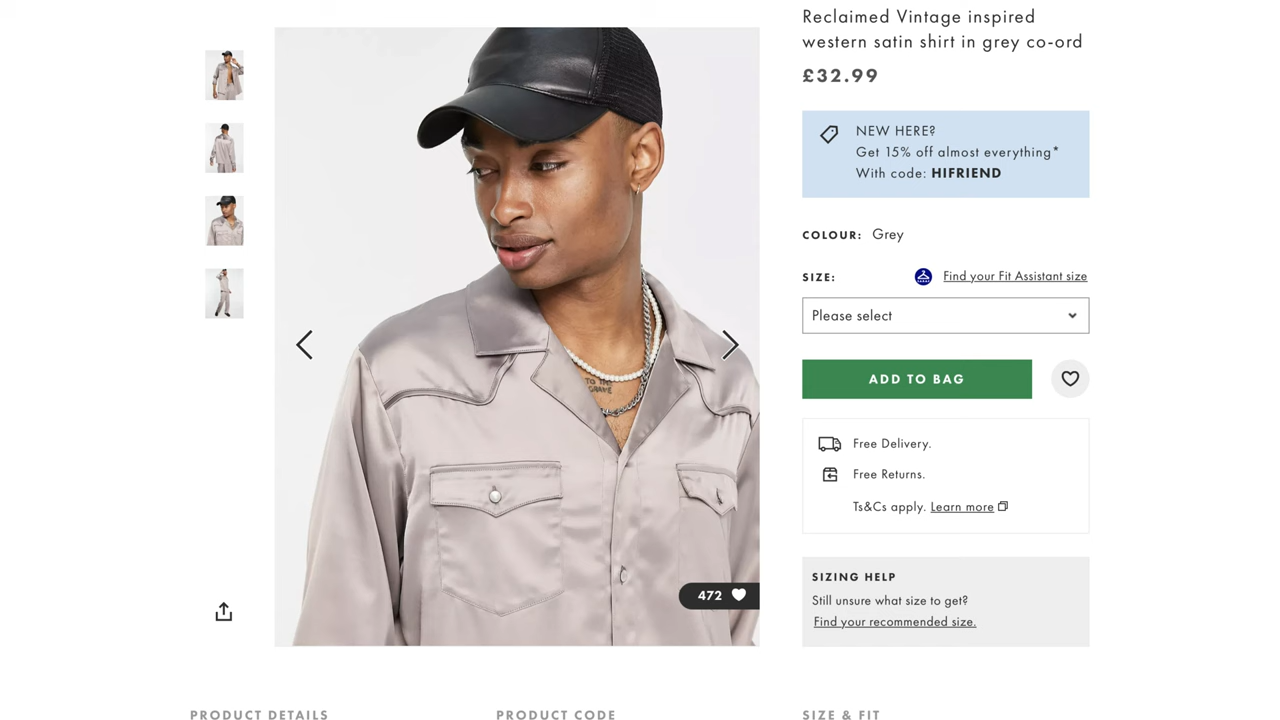 Reclaimed Vintage inspired
western satin shirt in grey co-ord
£32.99
NEW HERE?
Get 15% off almost everything*
With code: HIFRIEND
COLOUR: Grey
SIZE:
Find your Fit Assistant size
Please select
ADD TO BAG
Free Delivery.
Free Returns.
Ts&Cs apply. Learn more
SIZING HELP
Still unsure what size to get?
Find your recommended size.
TO THE
GRAVE
472
PRODUCT DETAILS
PRODUCT CODE
SIZE & FIT